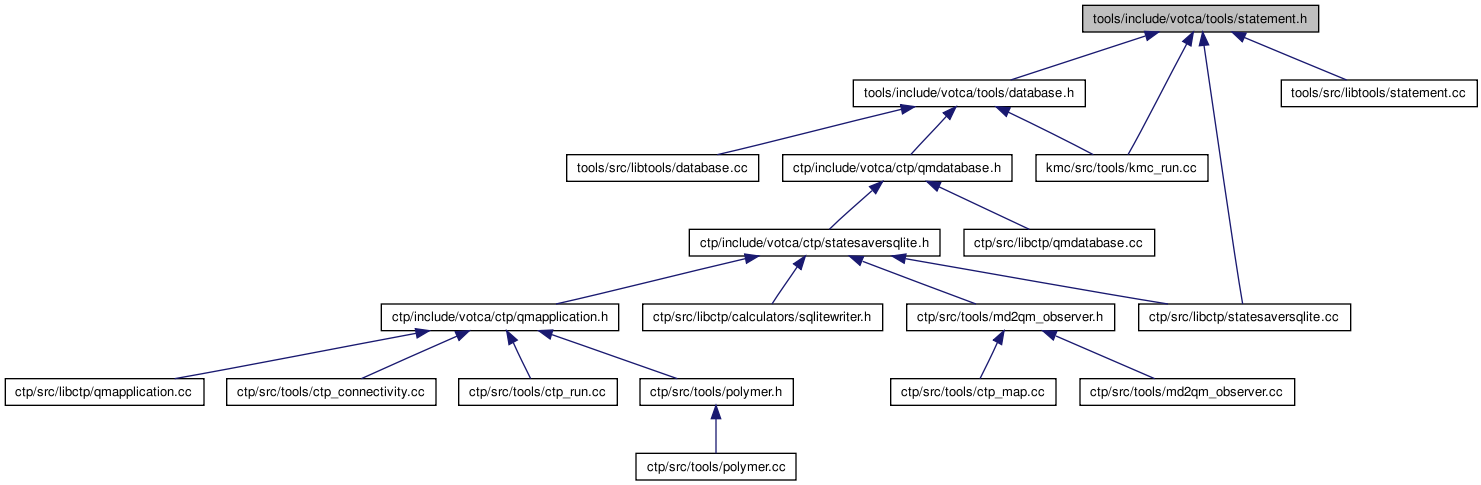 tools/include/votca/tools/statement.h
tools/include/votca/tools/database.h
tools/src/libtools/statement.cc
tools/src/libtools/database.cc
ctp/include/votca/ctp/qmdatabase.h
kmc/src/tools/kmc_run.cc
ctp/include/votca/ctp/statesaversqlite.h
ctp/src/libctp/qmdatabase.cc
ctp/include/votca/ctp/qmapplication.h
ctp/src/libctp/calculators/sqlitewriter.h
ctp/src/tools/md2qm_observer.h
ctp/src/libctp/statesaversqlite.cc
ctp/src/libctp/qmapplication.cc
ctp/src/tools/ctp_connectivity.cc
ctp/src/tools/ctp_run.cc
ctp/src/tools/polymer.h
ctp/src/tools/ctp_map.cc
ctp/src/tools/md2qm_observer.cc
ctp/src/tools/polymer.cc